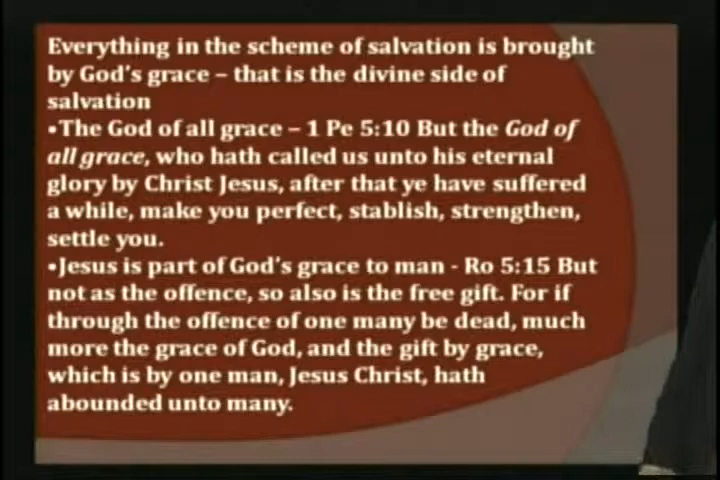 Everything in the scheme of salvation is brought
by God's grace – that is the divine side of
salvation
•The God of all grace – 1 Pe 5:10 But the God of
all grace, who hath called us unto his eternal
glory by Christ Jesus, after that ye have suffered
a while, make you perfect, stablish, strengthen,
settle you.
•Jesus is part of God's grace to man - Ro 5:15 But
not as the offence, so also is the free gift. For if
through the offence of one many be dead, much
more the grace of God, and the gift by grace,
which is by one man, Jesus Christ, hath
abounded unto many.